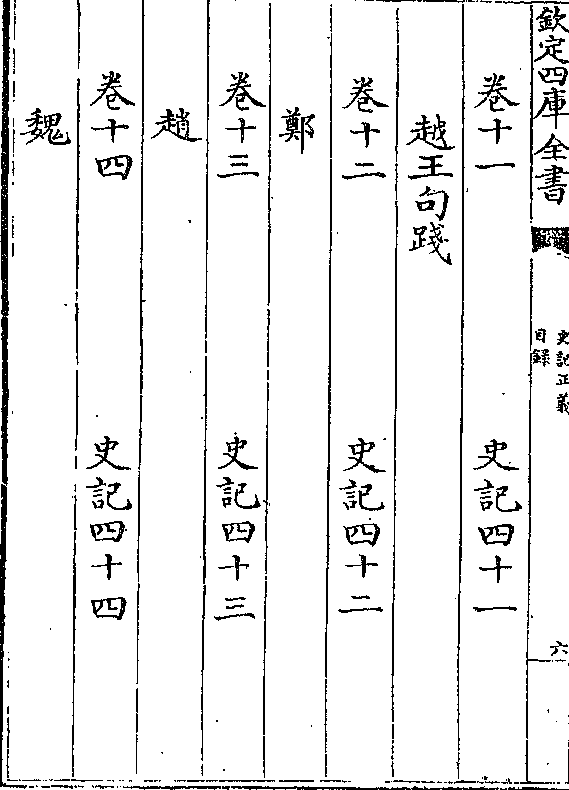 欽定四庫全書
史記正義
目錄
六
卷十一 史記四十一
越王句踐
卷十二 史記四十二
鄭
卷十三 史記四十三
趙
卷十四 史記四十四
魏